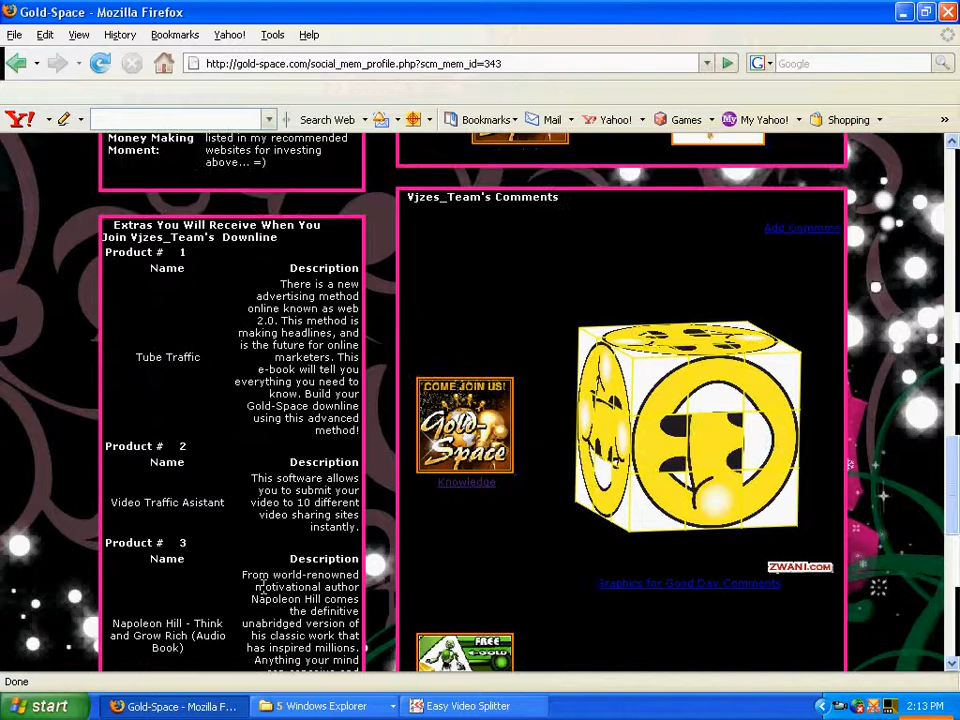 Gold-Space - Mozilla Firefox
File Edit View History Bookmarks Yahoo! Tools Help
http://gold-space.com/social_mem_profile.php?scm_mem_id=343
Google
Search Web Bookmarks Mail Yahoo! Games My Yahoo! Shopping »
Money Making Moment:
listed in my recommended
websites for investing
above... =)
Extras You Will Receive When You
Join Vjzes_Team's Downline
Product # 1
Name Description
Tube Traffic
There is a new
advertising method
online known as web
2.0. This method is
making headlines, and
is the future for online
marketers. This
e-book will tell you
everything you need to
know. Build your
Gold-Space downline
using this advanced
method!
Product # 2
Name Description
Video Traffic Asistant
This software allows
you to submit your
video to 10 different
video sharing sites
instantly.
Product # 3
Name Description
Napoleon Hill - Think
and Grow Rich (Audio
Book)
From world-renowned
motivational author
Napoleon Hill comes
the definitive
unabridged version of
his classic work that
has inspired millions.
Anything your mind
Vjzes_Team's Comments
Add Comment
COME JOIN US!
Gold-Space
Knowledge
ZWANI.COM
Graphics for Good Day Comments
FREE
e-GOLD
Done
start
Gold-Space - Mozilla F...
5 Windows Explorer
Easy Video Splitter
2:13 PM